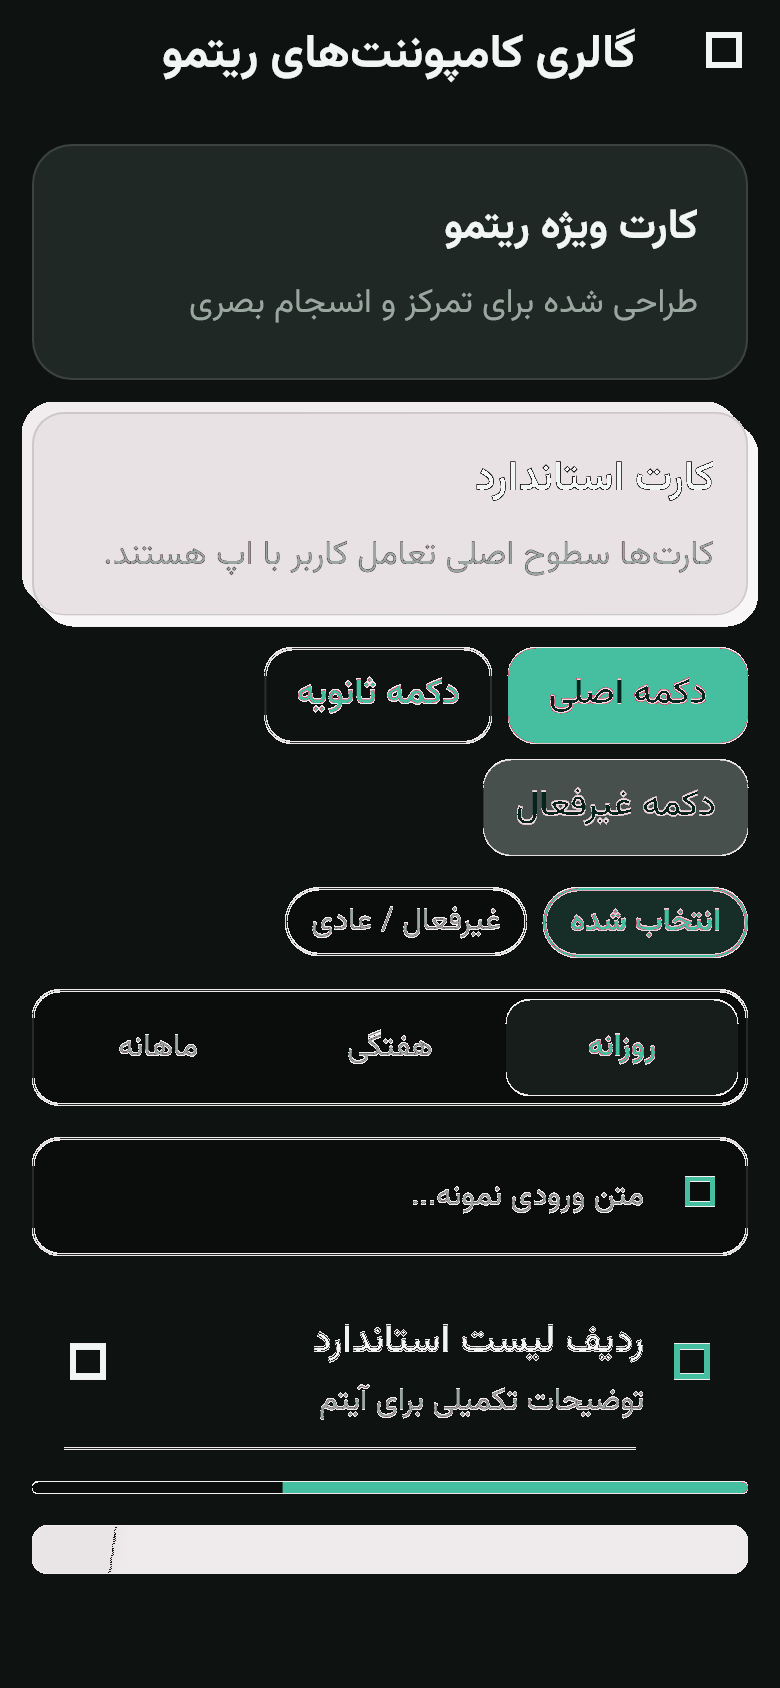 گالری کامپوننت‌های ریتمو
کارت ویژه ریتمو
طراحی شده برای تمرکز و انسجام بصری
کارت استاندارد
کارت‌ها سطوح اصلی تعامل کاربر با اپ هستند.
دکمه اصلی
دکمه ثانویه
دکمه غیرفعال
انتخاب شده
غیرفعال / عادی
روزانه
هفتگی
ماهانه
متن ورودی نمونه...
ردیف لیست استاندارد
توضیحات تکمیلی برای آیتم